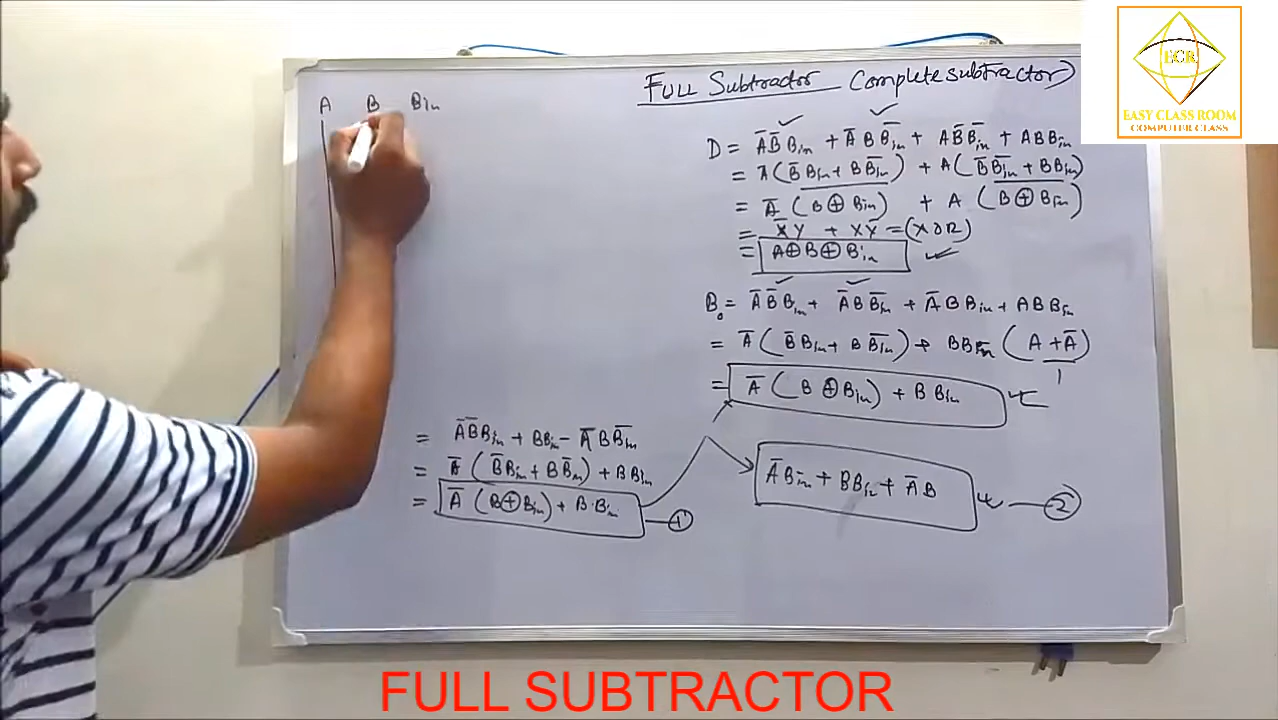 FULL Subtractor (complete subtractor)
ECR
EASY CLASS ROOM
COMPUTER CLASS
A B Bin
D = A̅B̅Bin + A̅BB̅in + AB̅B̅in + ABBin
= A̅(B̅Bin + BB̅in) + A(B̅B̅in + BBin)
= A̅ (B⊕Bin) + A (B⊕Bin)̅
= X̅Y + XY̅ = (XOR)
= A⊕B⊕Bin
B₀ = A̅B̅Bin + A̅BB̅in + A̅BBin + ABBin
= A̅ (B̅Bin + BB̅in) + BBin (A + A̅)
1
= A̅ (B⊕Bin) + BBin
= A̅B̅Bin + BBin - A̅BB̅in
= A̅ (B̅Bin + BB̅in) + BBin
= A̅ (B⊕Bin) + B·Bin — ①
A̅Bin + BBin + A̅B — ②
FULL SUBTRACTOR